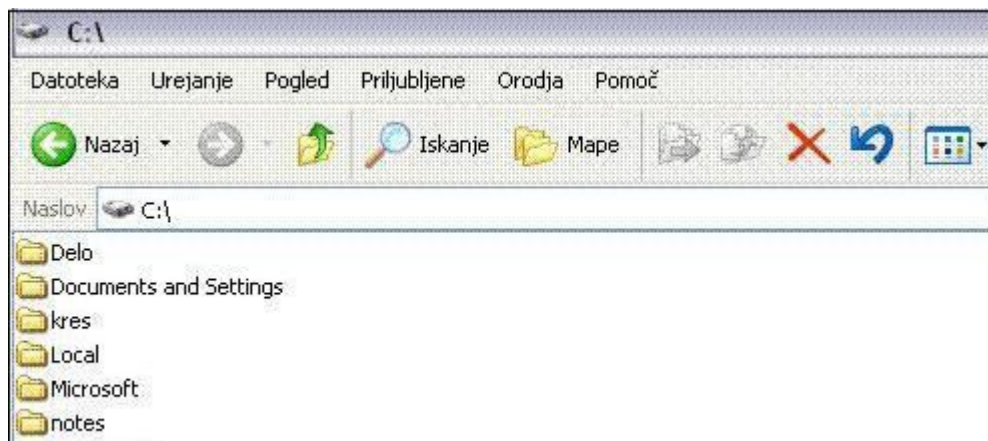 C:\
Datoteka Urejanje Pogled Priljubljene Orodja Pomoč
Nazaj Iskanje Mape
Naslov C:\
Delo
Documents and Settings
kres
Local
Microsoft
notes